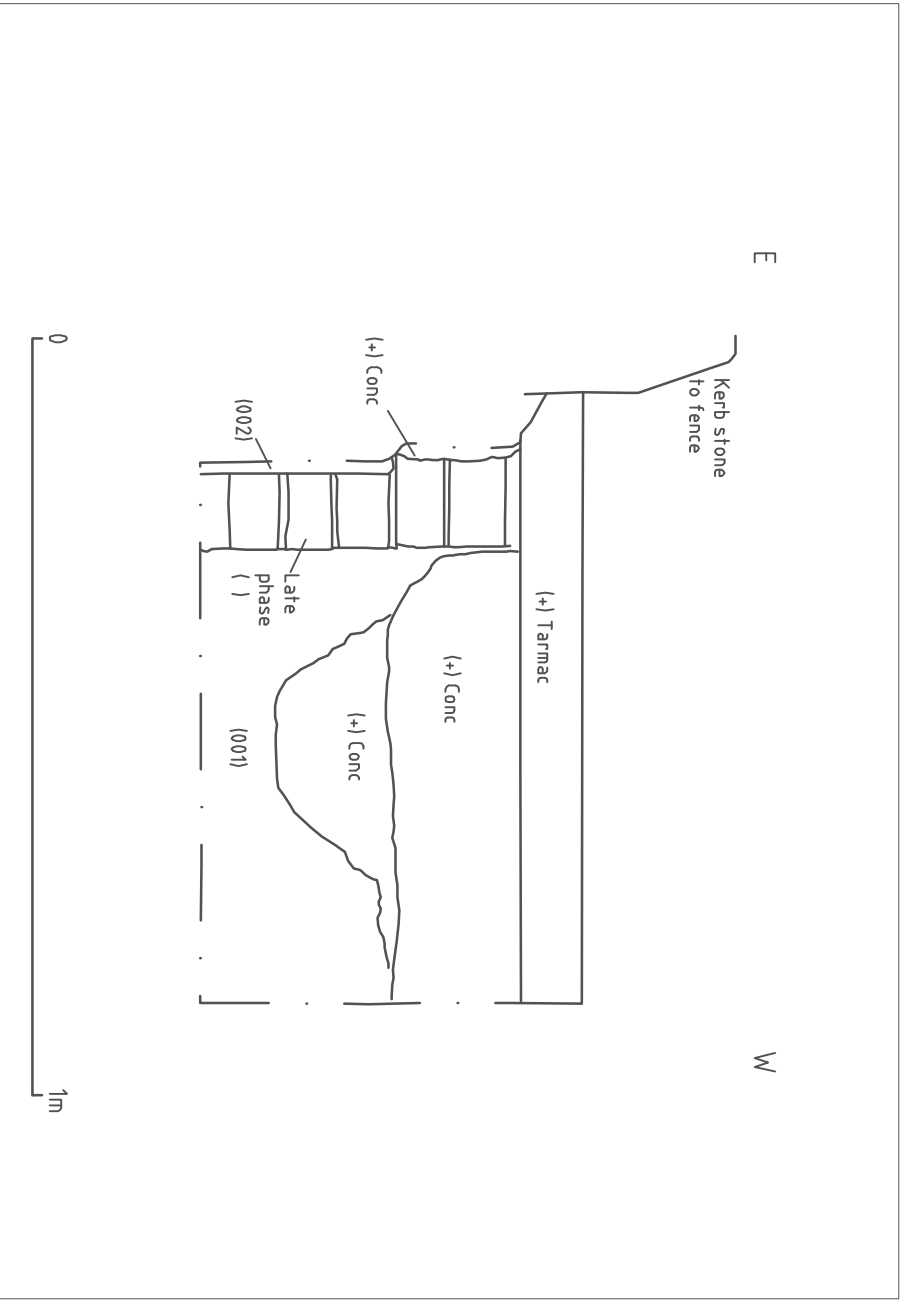 E
W
Kerb stone
to fence
(+) Tarmac
(+) Conc
(+) Conc
(+) Conc
(002)
Late
phase
( )
(001)
0
1m